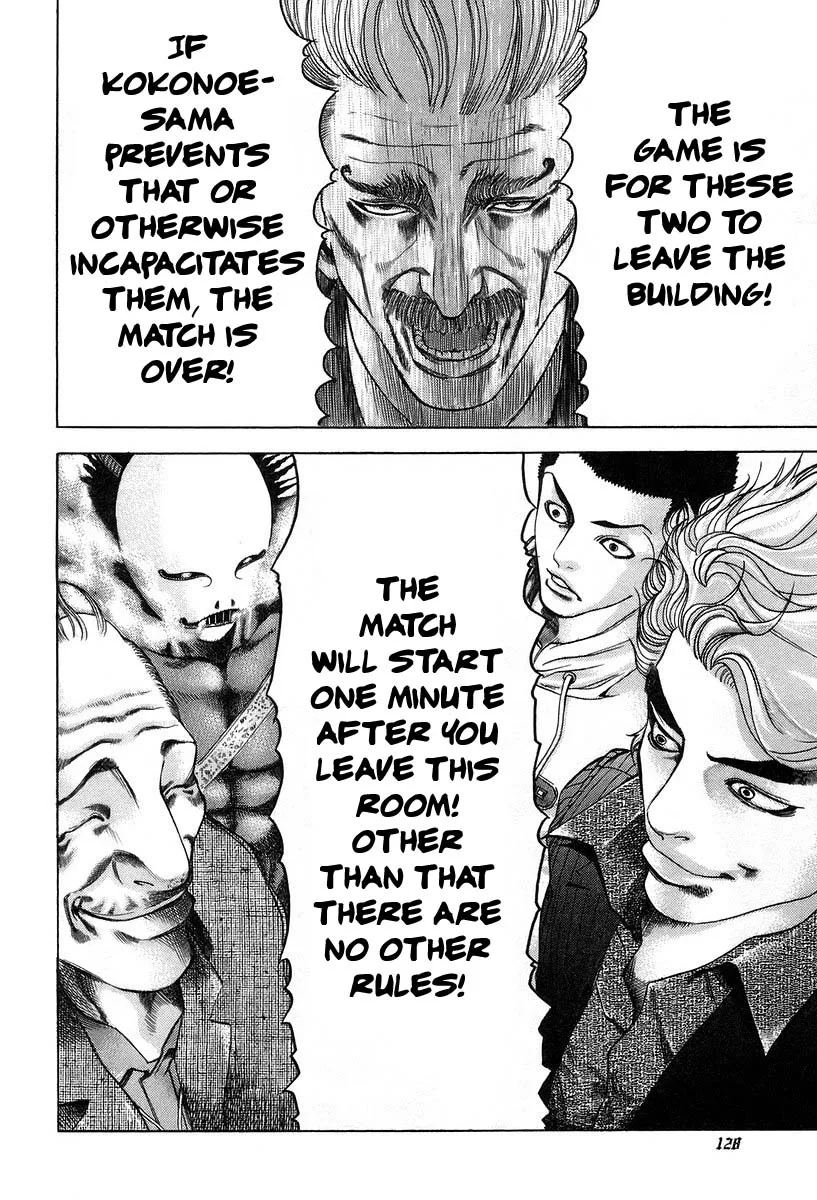 THE
GAME IS
FOR THESE
TWO TO
LEAVE THE
BUILDING!
IF
KOKONOE-
SAMA
PREVENTS
THAT OR
OTHERWISE
INCAPACITATES
THEM, THE
MATCH IS
OVER!
THE
MATCH
WILL START
ONE MINUTE
AFTER YOU
LEAVE THIS
ROOM!
OTHER
THAN THAT
THERE ARE
NO OTHER
RULES!
128